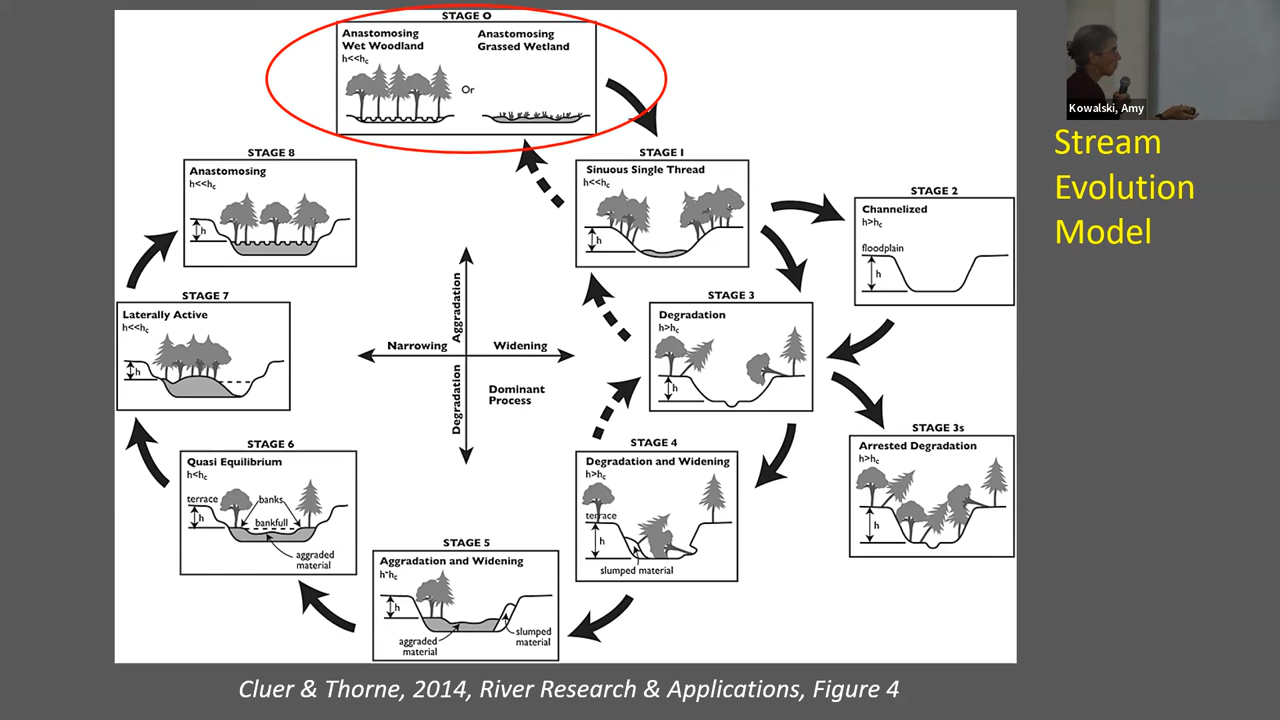 STAGE O
Anastomosing
Wet Woodland
h<<hc
Or
Anastomosing
Grassed Wetland
STAGE 8
Anastomosing
h<<hc
h
STAGE I
Sinuous Single Thread
h<<hc
h
STAGE 2
Channelized
h>hc
floodplain
h
STAGE 7
Laterally Active
h<<hc
h
Aggradation
Narrowing
Widening
Degradation
Dominant
Process
STAGE 3
Degradation
h>hc
h
STAGE 3s
Arrested Degradation
h>hc
h
STAGE 6
Quasi Equilibrium
h<hc
terrace
banks
h
bankfull
aggraded
material
STAGE 4
Degradation and Widening
h>hc
terrace
h
slumped material
STAGE 5
Aggradation and Widening
h~hc
h
aggraded
material
slumped
material
Kowalski, Amy
Stream
Evolution
Model
Cluer & Thorne, 2014, River Research & Applications, Figure 4